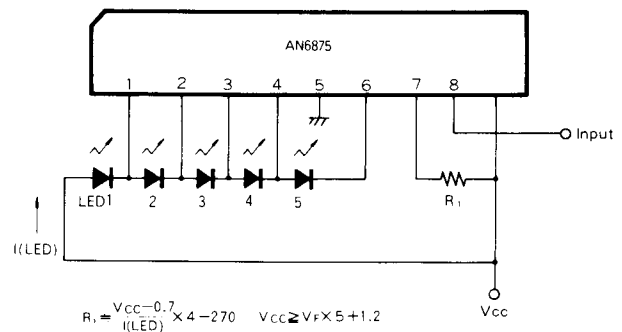 AN6875
1 2 3 4 5 6 7 8
Input
LED1 2 3 4 5
R₁
I(LED)
Vcc
R₁≒(Vcc−0.7)/I(LED)×4−270 Vcc≧VF×5+1.2